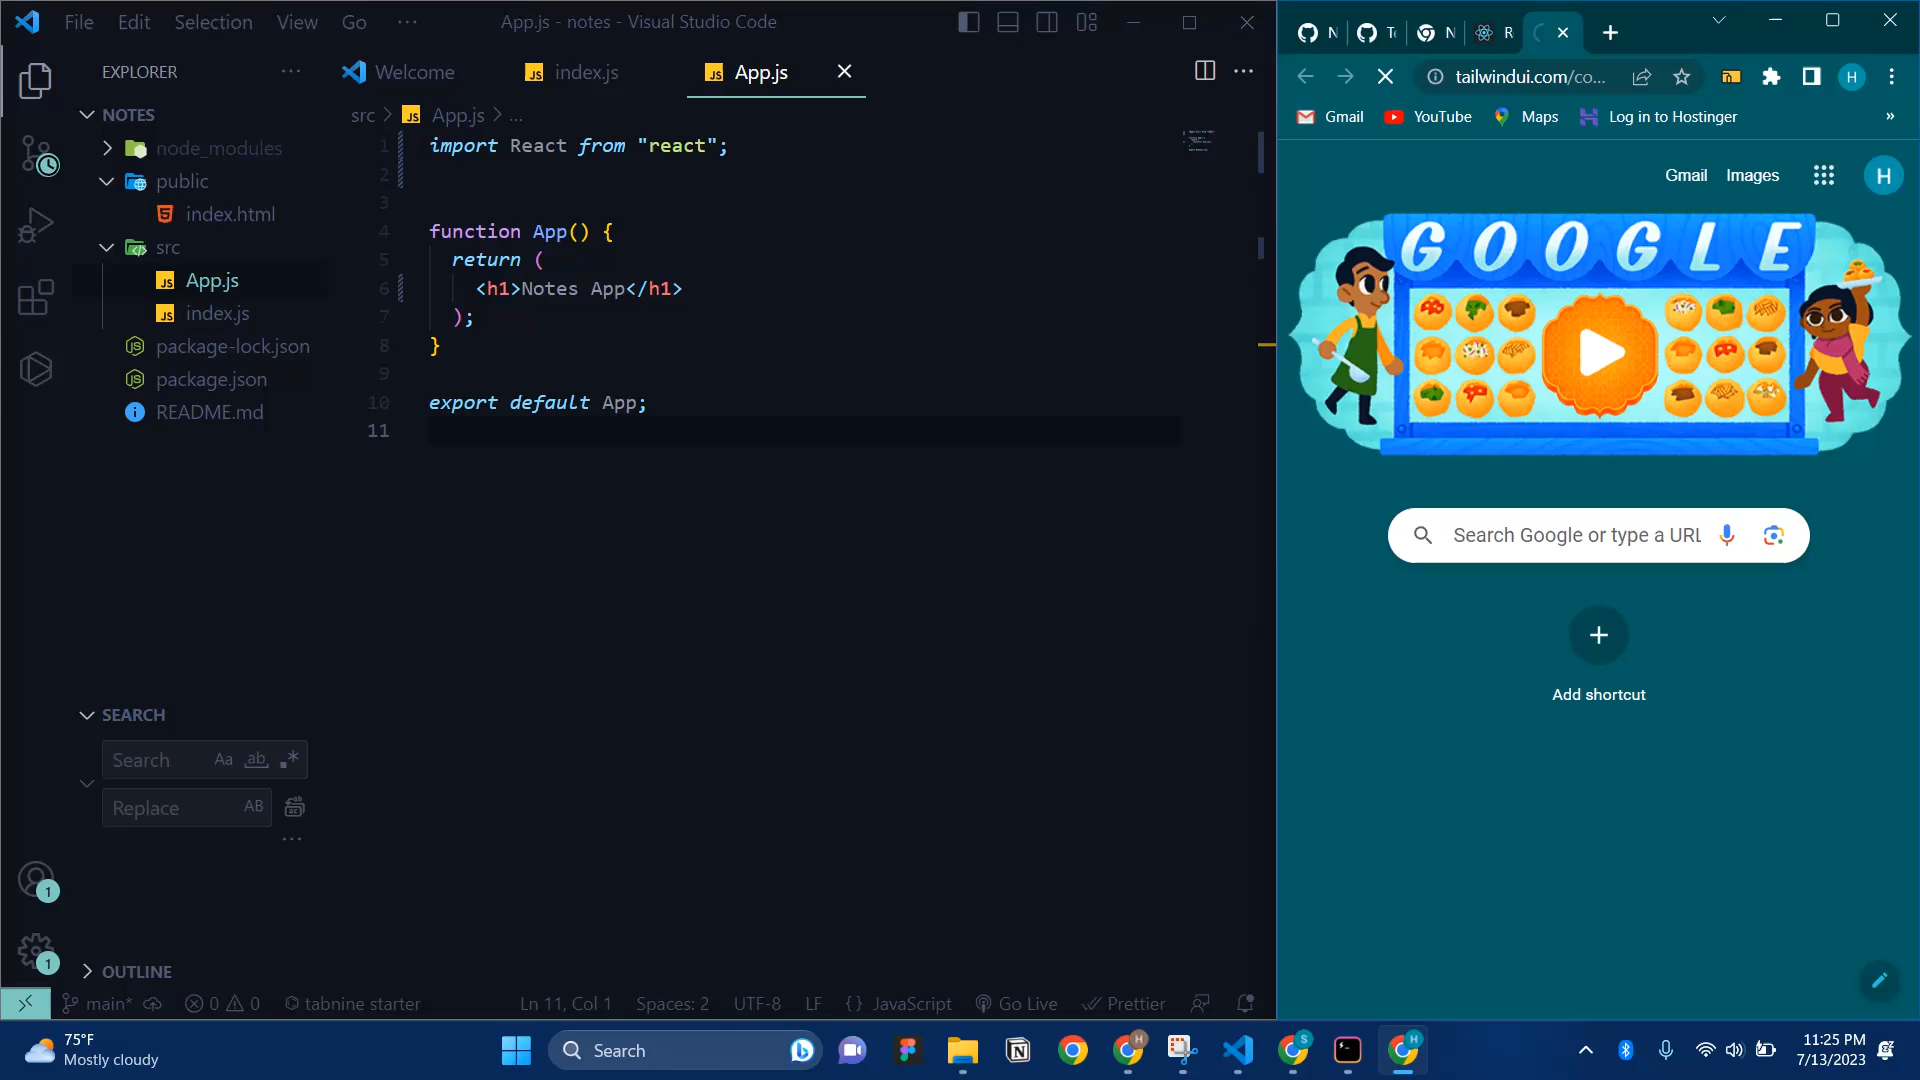 File Edit Selection View Go ··· App.js - notes - Visual Studio Code
EXPLORER ···
Welcome
index.js
App.js
NOTES
src > App.js > ...
node_modules
public
index.html
src
App.js
index.js
package-lock.json
package.json
README.md
1 import React from "react";
2
3
4 function App() {
5 return (
6 <h1>Notes App</h1>
7 );
8 }
9
10 export default App;
11
SEARCH
Search Aa ab .*
Replace AB
···
1
1
OUTLINE
main* 0 0 tabnine starter Ln 11, Col 1 Spaces: 2 UTF-8 LF {} JavaScript Go Live Prettier
N
N
R
tailwindui.com/co... H
Gmail YouTube Maps Log in to Hostinger »
Gmail Images H
GOOGLE
Search Google or type a URL
Add shortcut
75°F
Mostly cloudy
Search
H
S
H
11:25 PM
7/13/2023